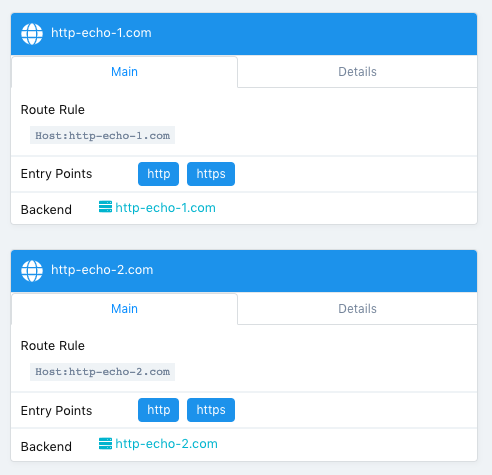 http-echo-1.com
Main Details
Route Rule
Host:http-echo-1.com
Entry Points http https
Backend http-echo-1.com
http-echo-2.com
Main Details
Route Rule
Host:http-echo-2.com
Entry Points http https
Backend http-echo-2.com